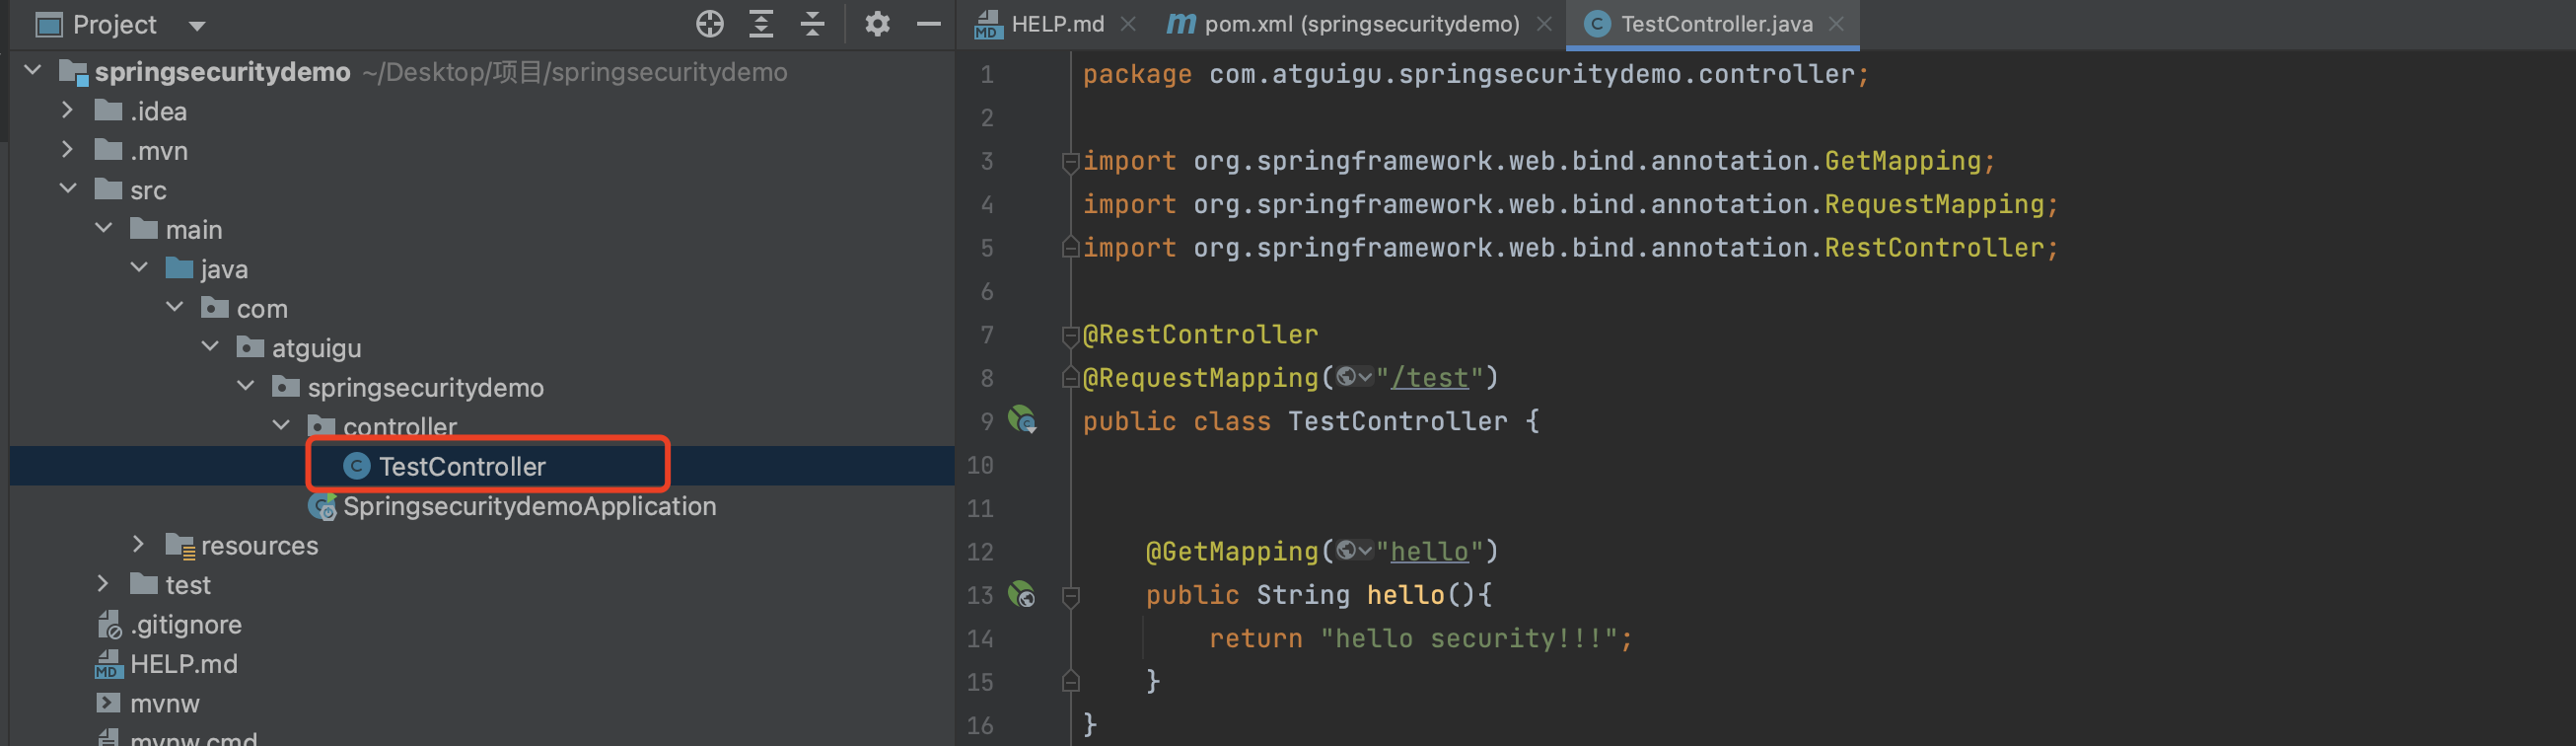 Project
springsecuritydemo ~/Desktop/项目/springsecuritydemo
.idea
.mvn
src
main
java
com
atguigu
springsecuritydemo
controller
TestController
SpringsecuritydemoApplication
resources
test
.gitignore
HELP.md
mvnw
mvnw.cmd
HELP.md
pom.xml (springsecuritydemo)
TestController.java
1 package com.atguigu.springsecuritydemo.controller;
2
3 import org.springframework.web.bind.annotation.GetMapping;
4 import org.springframework.web.bind.annotation.RequestMapping;
5 import org.springframework.web.bind.annotation.RestController;
6
7 @RestController
8 @RequestMapping("/test")
9 public class TestController {
10
11
12 @GetMapping("hello")
13 public String hello(){
14 return "hello security!!!";
15 }
16 }